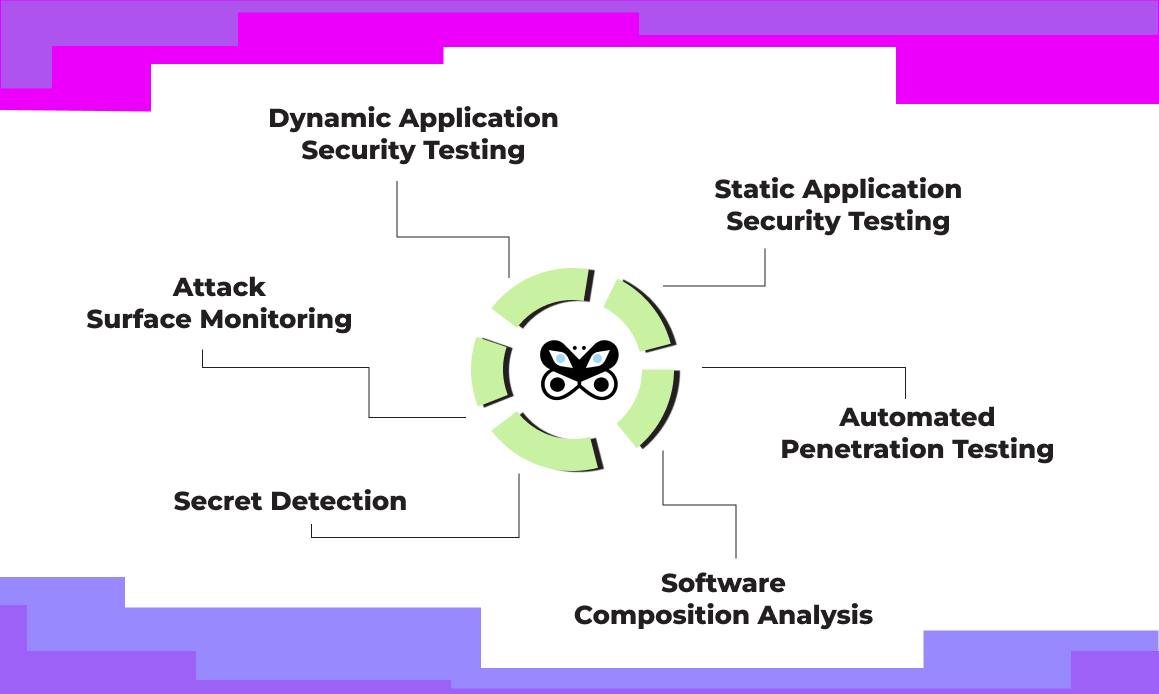 Dynamic Application
Security Testing
Static Application
Security Testing
Attack
Surface Monitoring
Automated
Penetration Testing
Secret Detection
Software
Composition Analysis